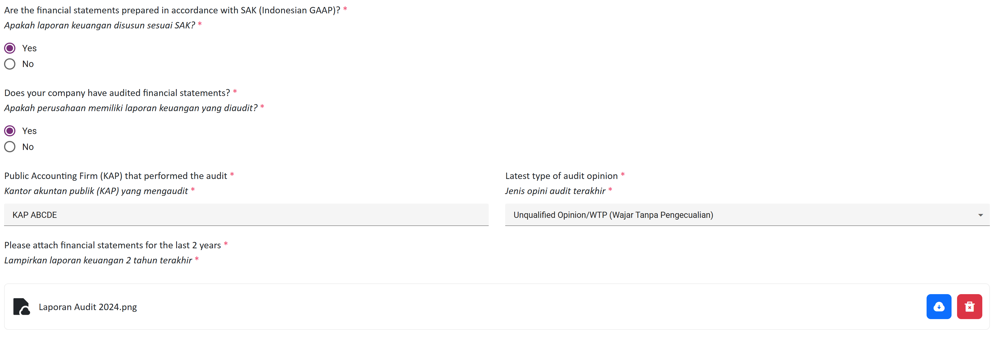 Are the financial statements prepared in accordance with SAK (Indonesian GAAP)? *
Apakah laporan keuangan disusun sesuai SAK? *
Yes
No
Does your company have audited financial statements? *
Apakah perusahaan memiliki laporan keuangan yang diaudit? *
Yes
No
Public Accounting Firm (KAP) that performed the audit *
Kantor akuntan publik (KAP) yang mengaudit *
KAP ABCDE
Latest type of audit opinion *
Jenis opini audit terakhir *
Unqualified Opinion/WTP (Wajar Tanpa Pengecualian)
Please attach financial statements for the last 2 years *
Lampirkan laporan keuangan 2 tahun terakhir *
Laporan Audit 2024.png